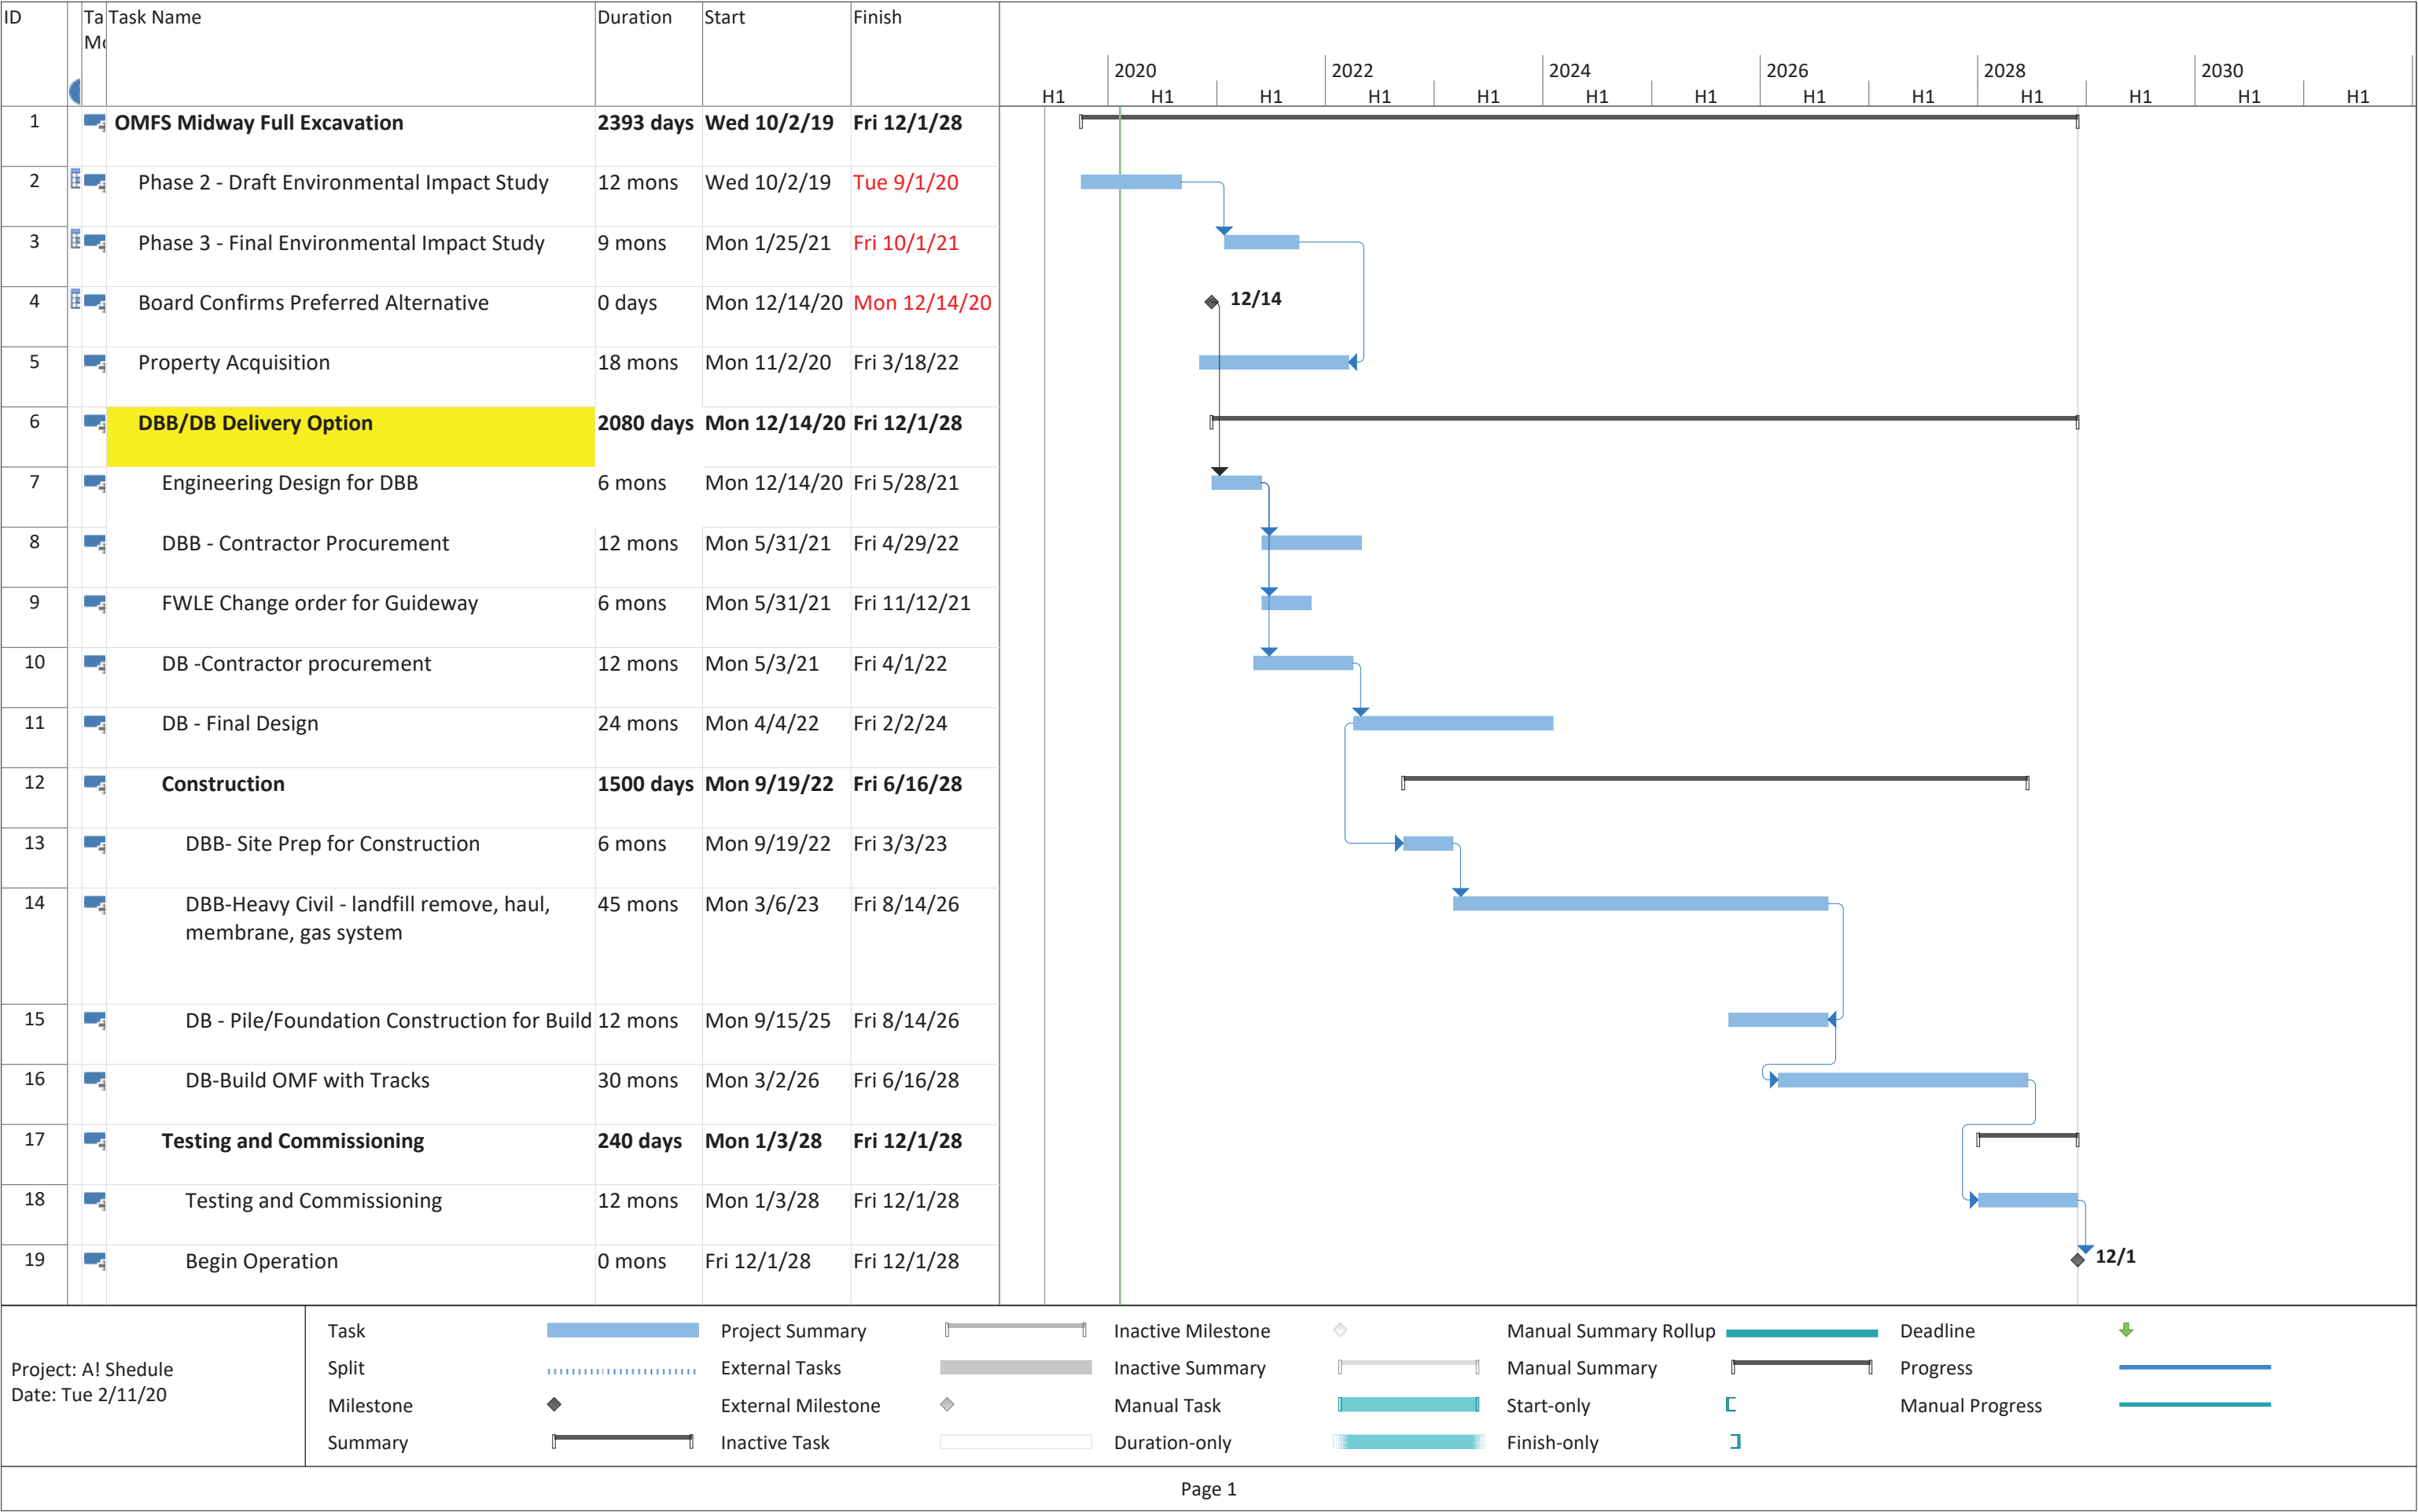 ID Ta Task Name Duration Start Finish
Mo
2020 2022 2024 2026 2028 2030
H1 H1 H1 H1 H1 H1 H1 H1 H1 H1 H1 H1 H1
1 OMFS Midway Full Excavation 2393 days Wed 10/2/19 Fri 12/1/28
2 Phase 2 - Draft Environmental Impact Study 12 mons Wed 10/2/19 Tue 9/1/20
3 Phase 3 - Final Environmental Impact Study 9 mons Mon 1/25/21 Fri 10/1/21
4 Board Confirms Preferred Alternative 0 days Mon 12/14/20 Mon 12/14/20 12/14
5 Property Acquisition 18 mons Mon 11/2/20 Fri 3/18/22
6 DBB/DB Delivery Option 2080 days Mon 12/14/20 Fri 12/1/28
7 Engineering Design for DBB 6 mons Mon 12/14/20 Fri 5/28/21
8 DBB - Contractor Procurement 12 mons Mon 5/31/21 Fri 4/29/22
9 FWLE Change order for Guideway 6 mons Mon 5/31/21 Fri 11/12/21
10 DB -Contractor procurement 12 mons Mon 5/3/21 Fri 4/1/22
11 DB - Final Design 24 mons Mon 4/4/22 Fri 2/2/24
12 Construction 1500 days Mon 9/19/22 Fri 6/16/28
13 DBB- Site Prep for Construction 6 mons Mon 9/19/22 Fri 3/3/23
14 DBB-Heavy Civil - landfill remove, haul, 45 mons Mon 3/6/23 Fri 8/14/26
membrane, gas system
15 DB - Pile/Foundation Construction for Build 12 mons Mon 9/15/25 Fri 8/14/26
16 DB-Build OMF with Tracks 30 mons Mon 3/2/26 Fri 6/16/28
17 Testing and Commissioning 240 days Mon 1/3/28 Fri 12/1/28
18 Testing and Commissioning 12 mons Mon 1/3/28 Fri 12/1/28
19 Begin Operation 0 mons Fri 12/1/28 Fri 12/1/28 12/1
Project: A! Shedule
Date: Tue 2/11/20
Task Project Summary Inactive Milestone Manual Summary Rollup Deadline
Split External Tasks Inactive Summary Manual Summary Progress
Milestone External Milestone Manual Task Start-only Manual Progress
Summary Inactive Task Duration-only Finish-only
Page 1